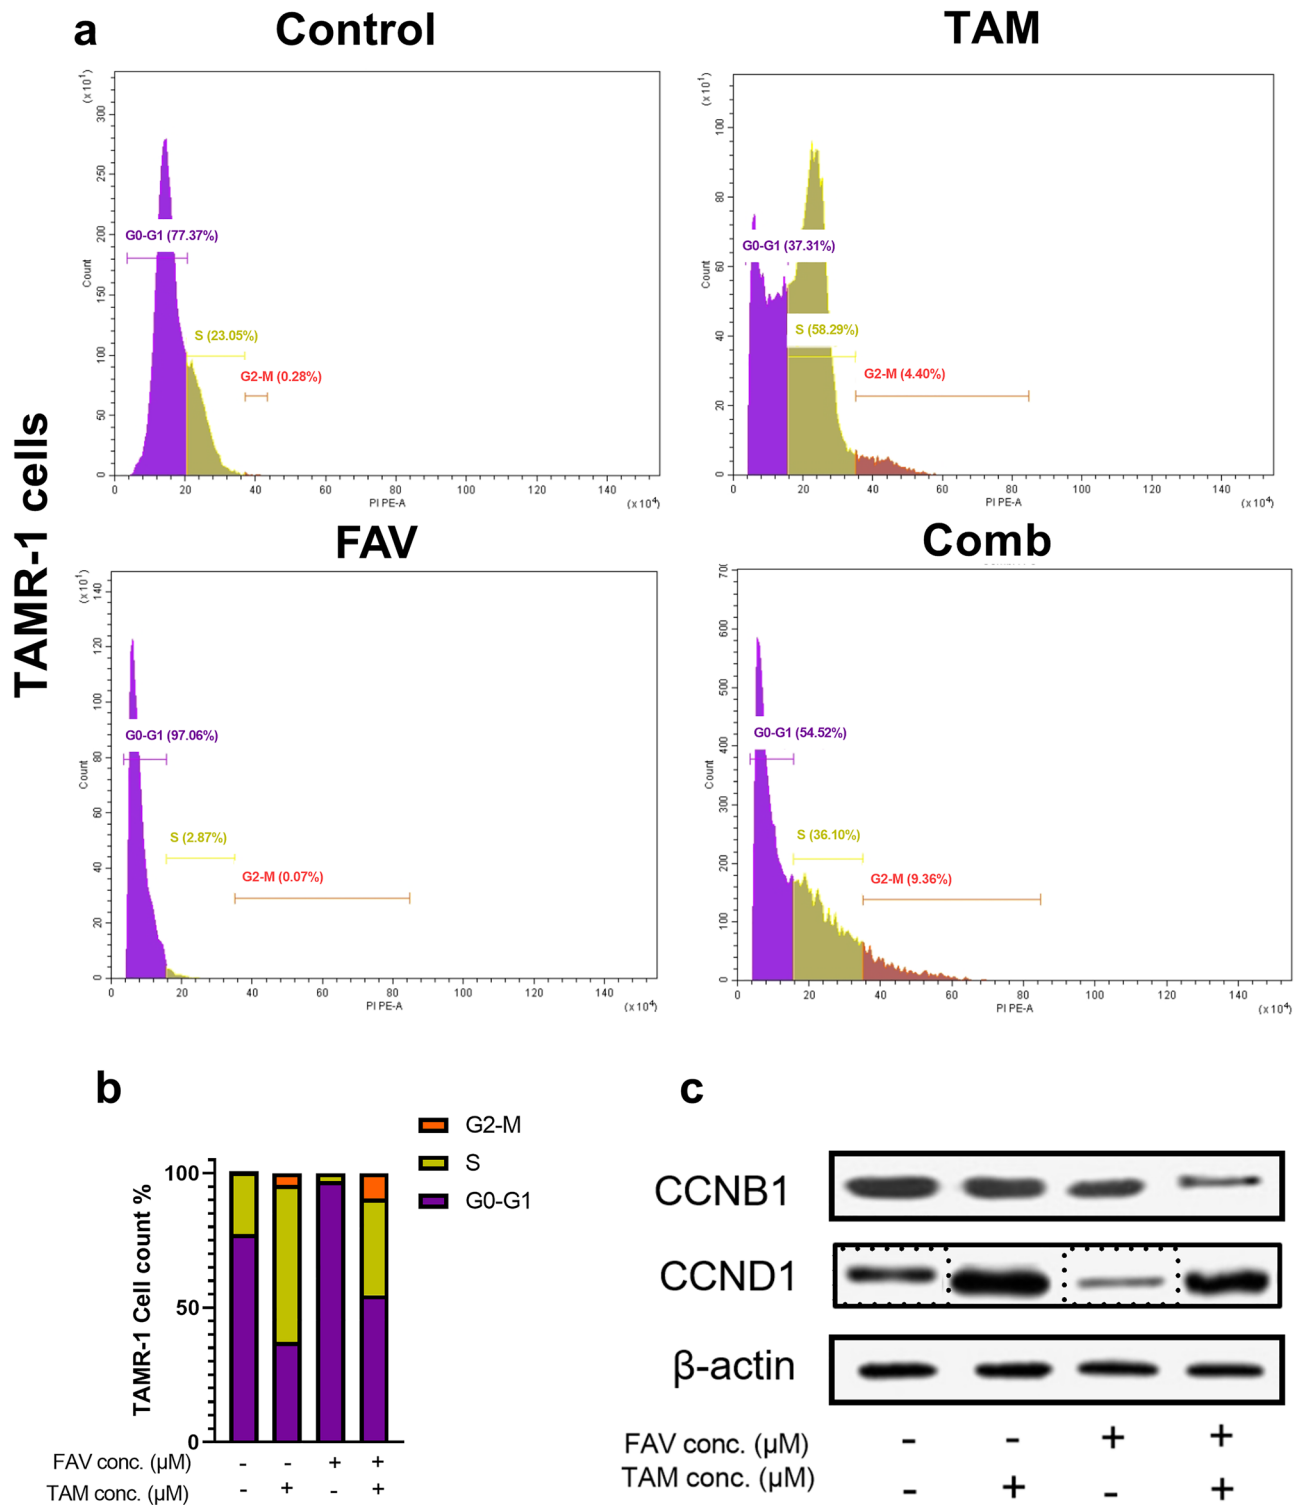 a
Control
TAM
TAMR-1 cells
(x 10¹)
300
250
200
150
100
50
0
Count
G0-G1 (77.37%)
S (23.05%)
G2-M (0.28%)
0 20 40 60 80 100 120 140
PI PE-A
(x 10⁴)
(x 10¹)
100
80
60
40
20
0
Count
G0-G1 (37.31%)
S (58.29%)
G2-M (4.40%)
0 20 40 60 80 100 120 140
PI PE-A
(x 10⁴)
FAV
Comb
(x 10¹)
140
120
100
80
60
40
20
0
Count
G0-G1 (97.06%)
S (2.87%)
G2-M (0.07%)
0 20 40 60 80 100 120 140
PI PE-A
(x 10⁴)
600
500
400
300
200
100
0
Count
G0-G1 (54.52%)
S (36.10%)
G2-M (9.36%)
0 20 40 60 80 100 120 140
PI PE-A
(x 10⁴)
b
G2-M
S
G0-G1
TAMR-1 Cell count %
100
50
0
FAV conc. (µM) - - + +
TAM conc. (µM) - + - +
c
CCNB1
CCND1
β-actin
FAV conc. (µM) - - + +
TAM conc. (µM) - + - +